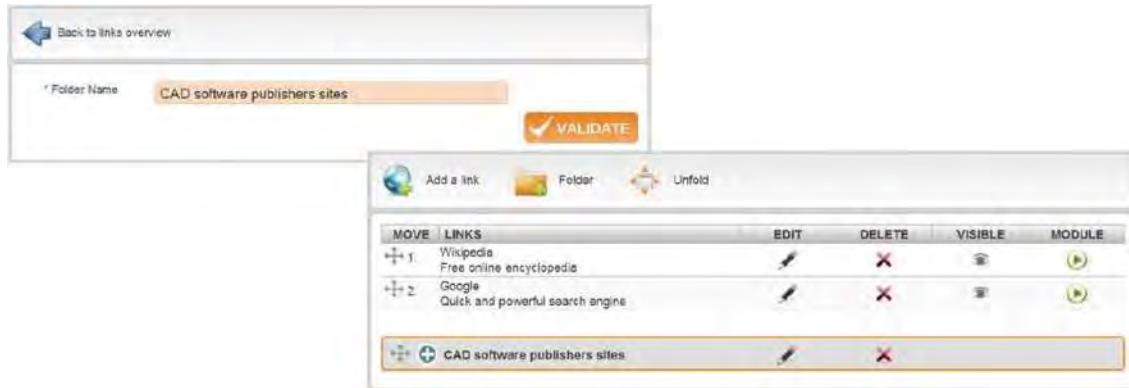 Back to links overview
* Folder Name CAD software publishers sites
VALIDATE
Add a link Folder Unfold
MOVE LINKS EDIT DELETE VISIBLE MODULE
1 Wikipedia
Free online encyclopedia
2 Google
Quick and powerful search engine
CAD software publishers sites